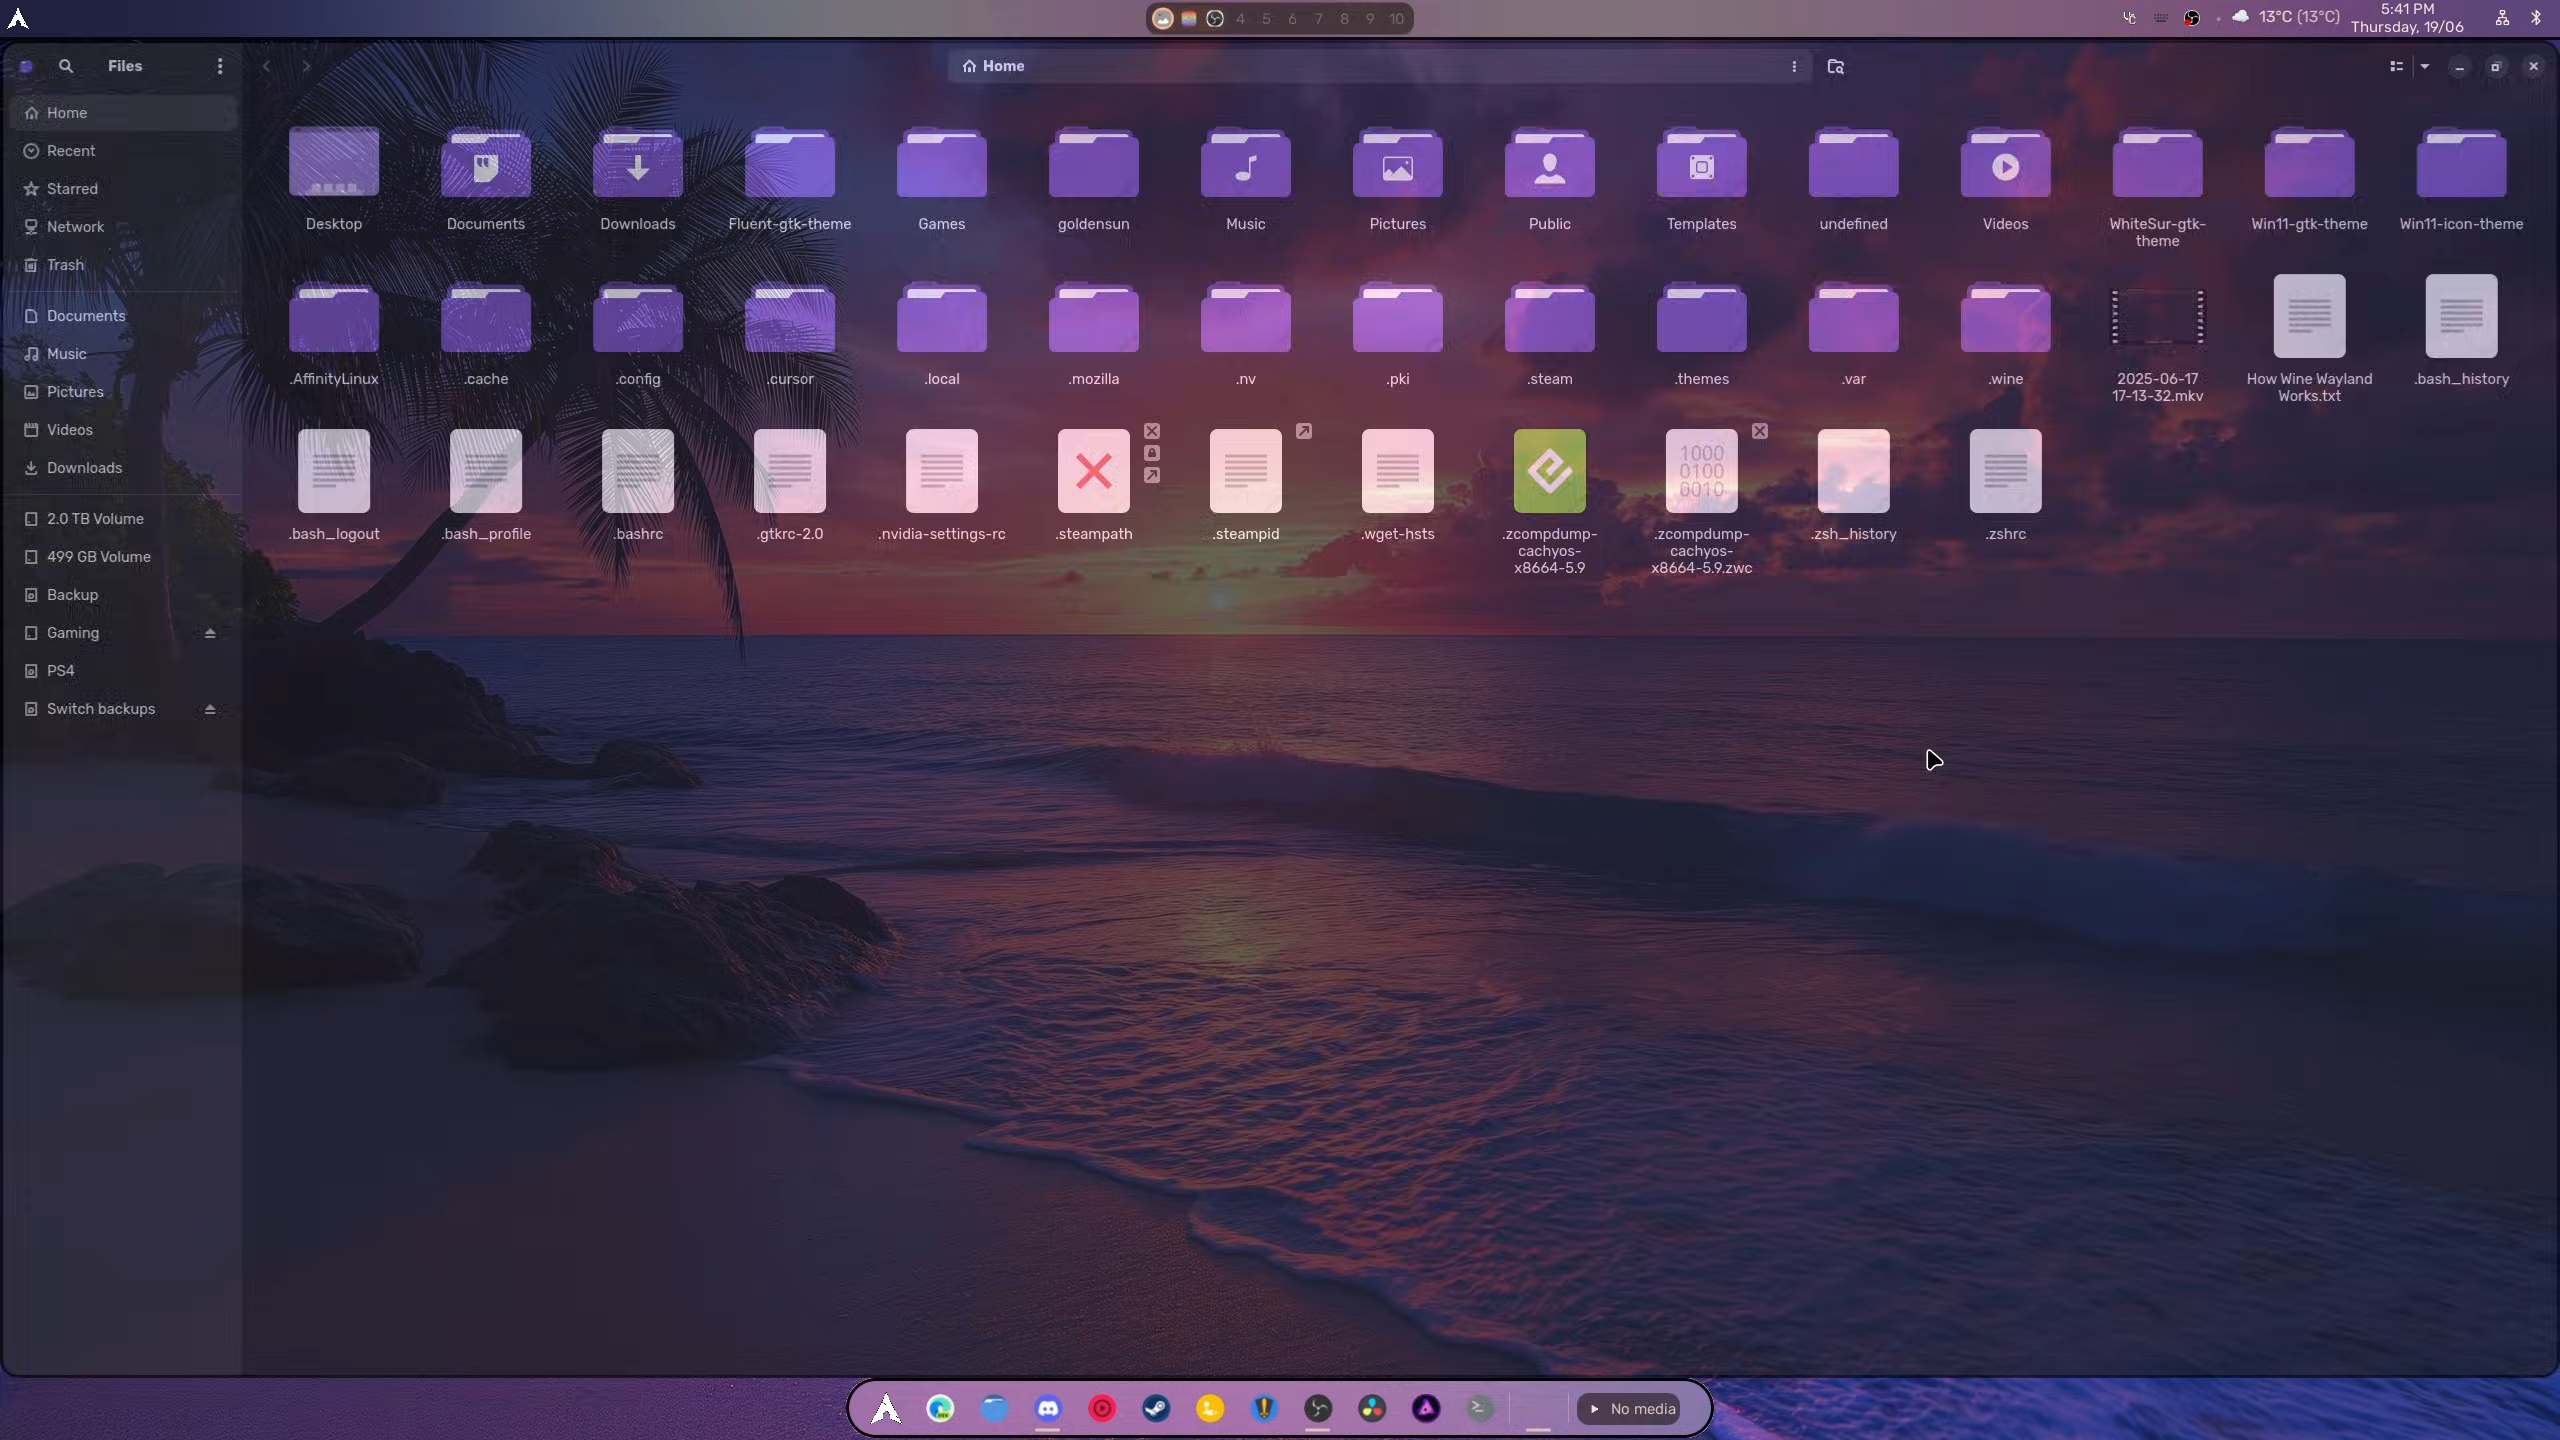 4 5 6 7 8 9 10
13°C (13°C)
5:41 PM
Thursday, 19/06
Files
Home
Home
Recent
Starred
Network
Trash
Documents
Music
Pictures
Videos
Downloads
2.0 TB Volume
499 GB Volume
Backup
Gaming
PS4
Switch backups
Desktop
Documents
Downloads
Fluent-gtk-theme
Games
goldensun
Music
Pictures
Public
Templates
undefined
Videos
WhiteSur-gtk-
theme
Win11-gtk-theme
Win11-icon-theme
.AffinityLinux
.cache
.config
.cursor
.local
.mozilla
.nv
.pki
.steam
.themes
.var
.wine
2025-06-17
17-13-32.mkv
How Wine Wayland
Works.txt
.bash_history
1000
0100
0010
.bash_logout
.bash_profile
.bashrc
.gtkrc-2.0
.nvidia-settings-rc
.steampath
.steampid
.wget-hsts
.zcompdump-
cachyos-
x8664-5.9
.zcompdump-
cachyos-
x8664-5.9.zwc
.zsh_history
.zshrc
No media